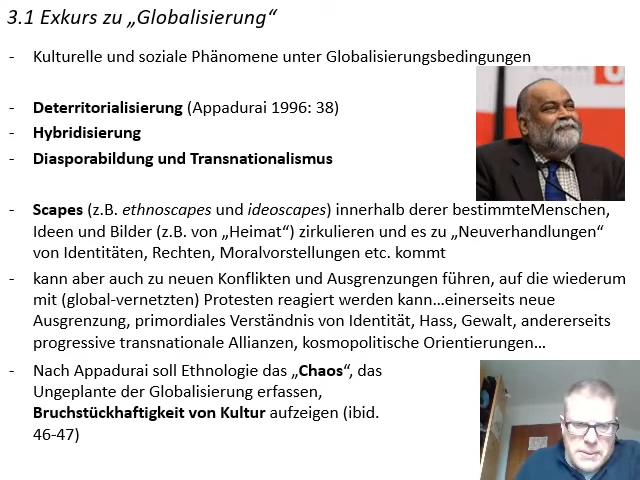 3.1 Exkurs zu „Globalisierung“
- Kulturelle und soziale Phänomene unter Globalisierungsbedingungen
- Deterritorialisierung (Appadurai 1996: 38)
- Hybridisierung
- Diasporabildung und Transnationalismus
- Scapes (z.B. ethnoscapes und ideoscapes) innerhalb derer bestimmteMenschen,
Ideen und Bilder (z.B. von „Heimat“) zirkulieren und es zu „Neuverhandlungen“
von Identitäten, Rechten, Moralvorstellungen etc. kommt
- kann aber auch zu neuen Konflikten und Ausgrenzungen führen, auf die wiederum
mit (global-vernetzten) Protesten reagiert werden kann…einerseits neue
Ausgrenzung, primordiales Verständnis von Identität, Hass, Gewalt, andererseits
progressive transnationale Allianzen, kosmopolitische Orientierungen…
- Nach Appadurai soll Ethnologie das „Chaos“, das
Ungeplante der Globalisierung erfassen,
Bruchstückhaftigkeit von Kultur aufzeigen (ibid.
46-47)